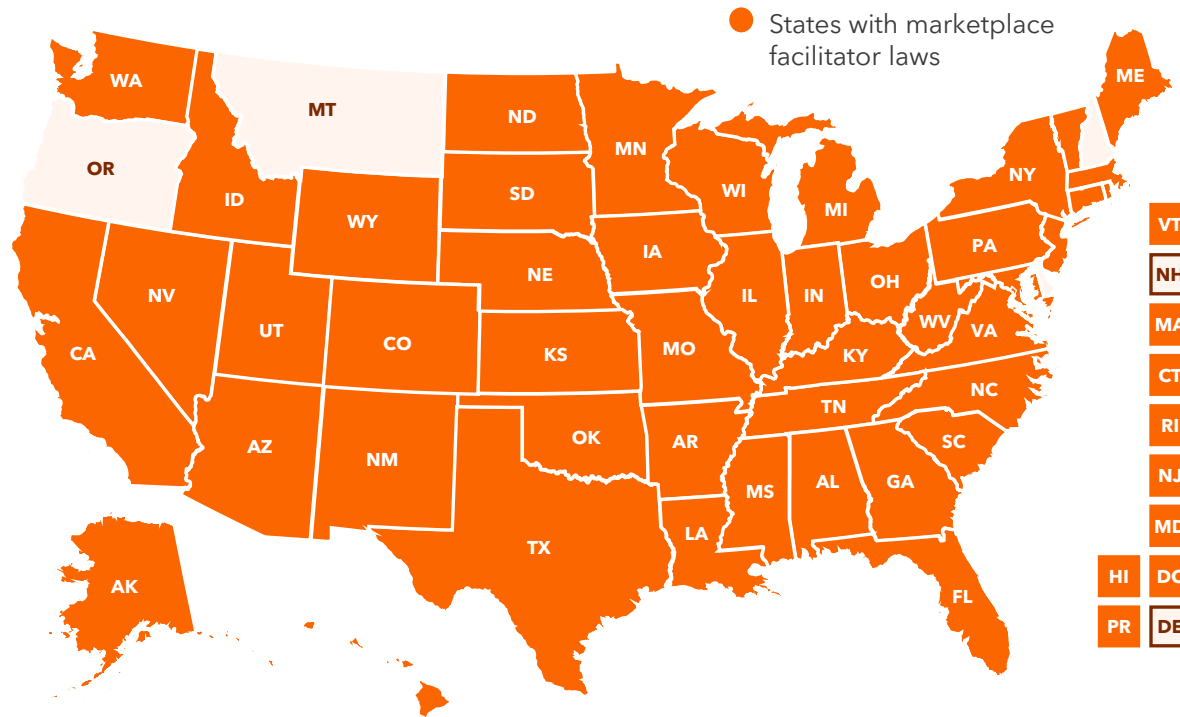 States with marketplace
facilitator laws
WA
MT
ND
MN
ME
OR
ID
SD
WI
NY
WY
MI
VT
IA
PA
NH
NV
NE
IL
IN
OH
UT
CO
WV
VA
MA
CA
KS
MO
KY
CT
TN
NC
AZ
NM
OK
AR
SC
RI
MS
AL
GA
NJ
LA
TX
MD
AK
FL
HI
DC
PR
DE